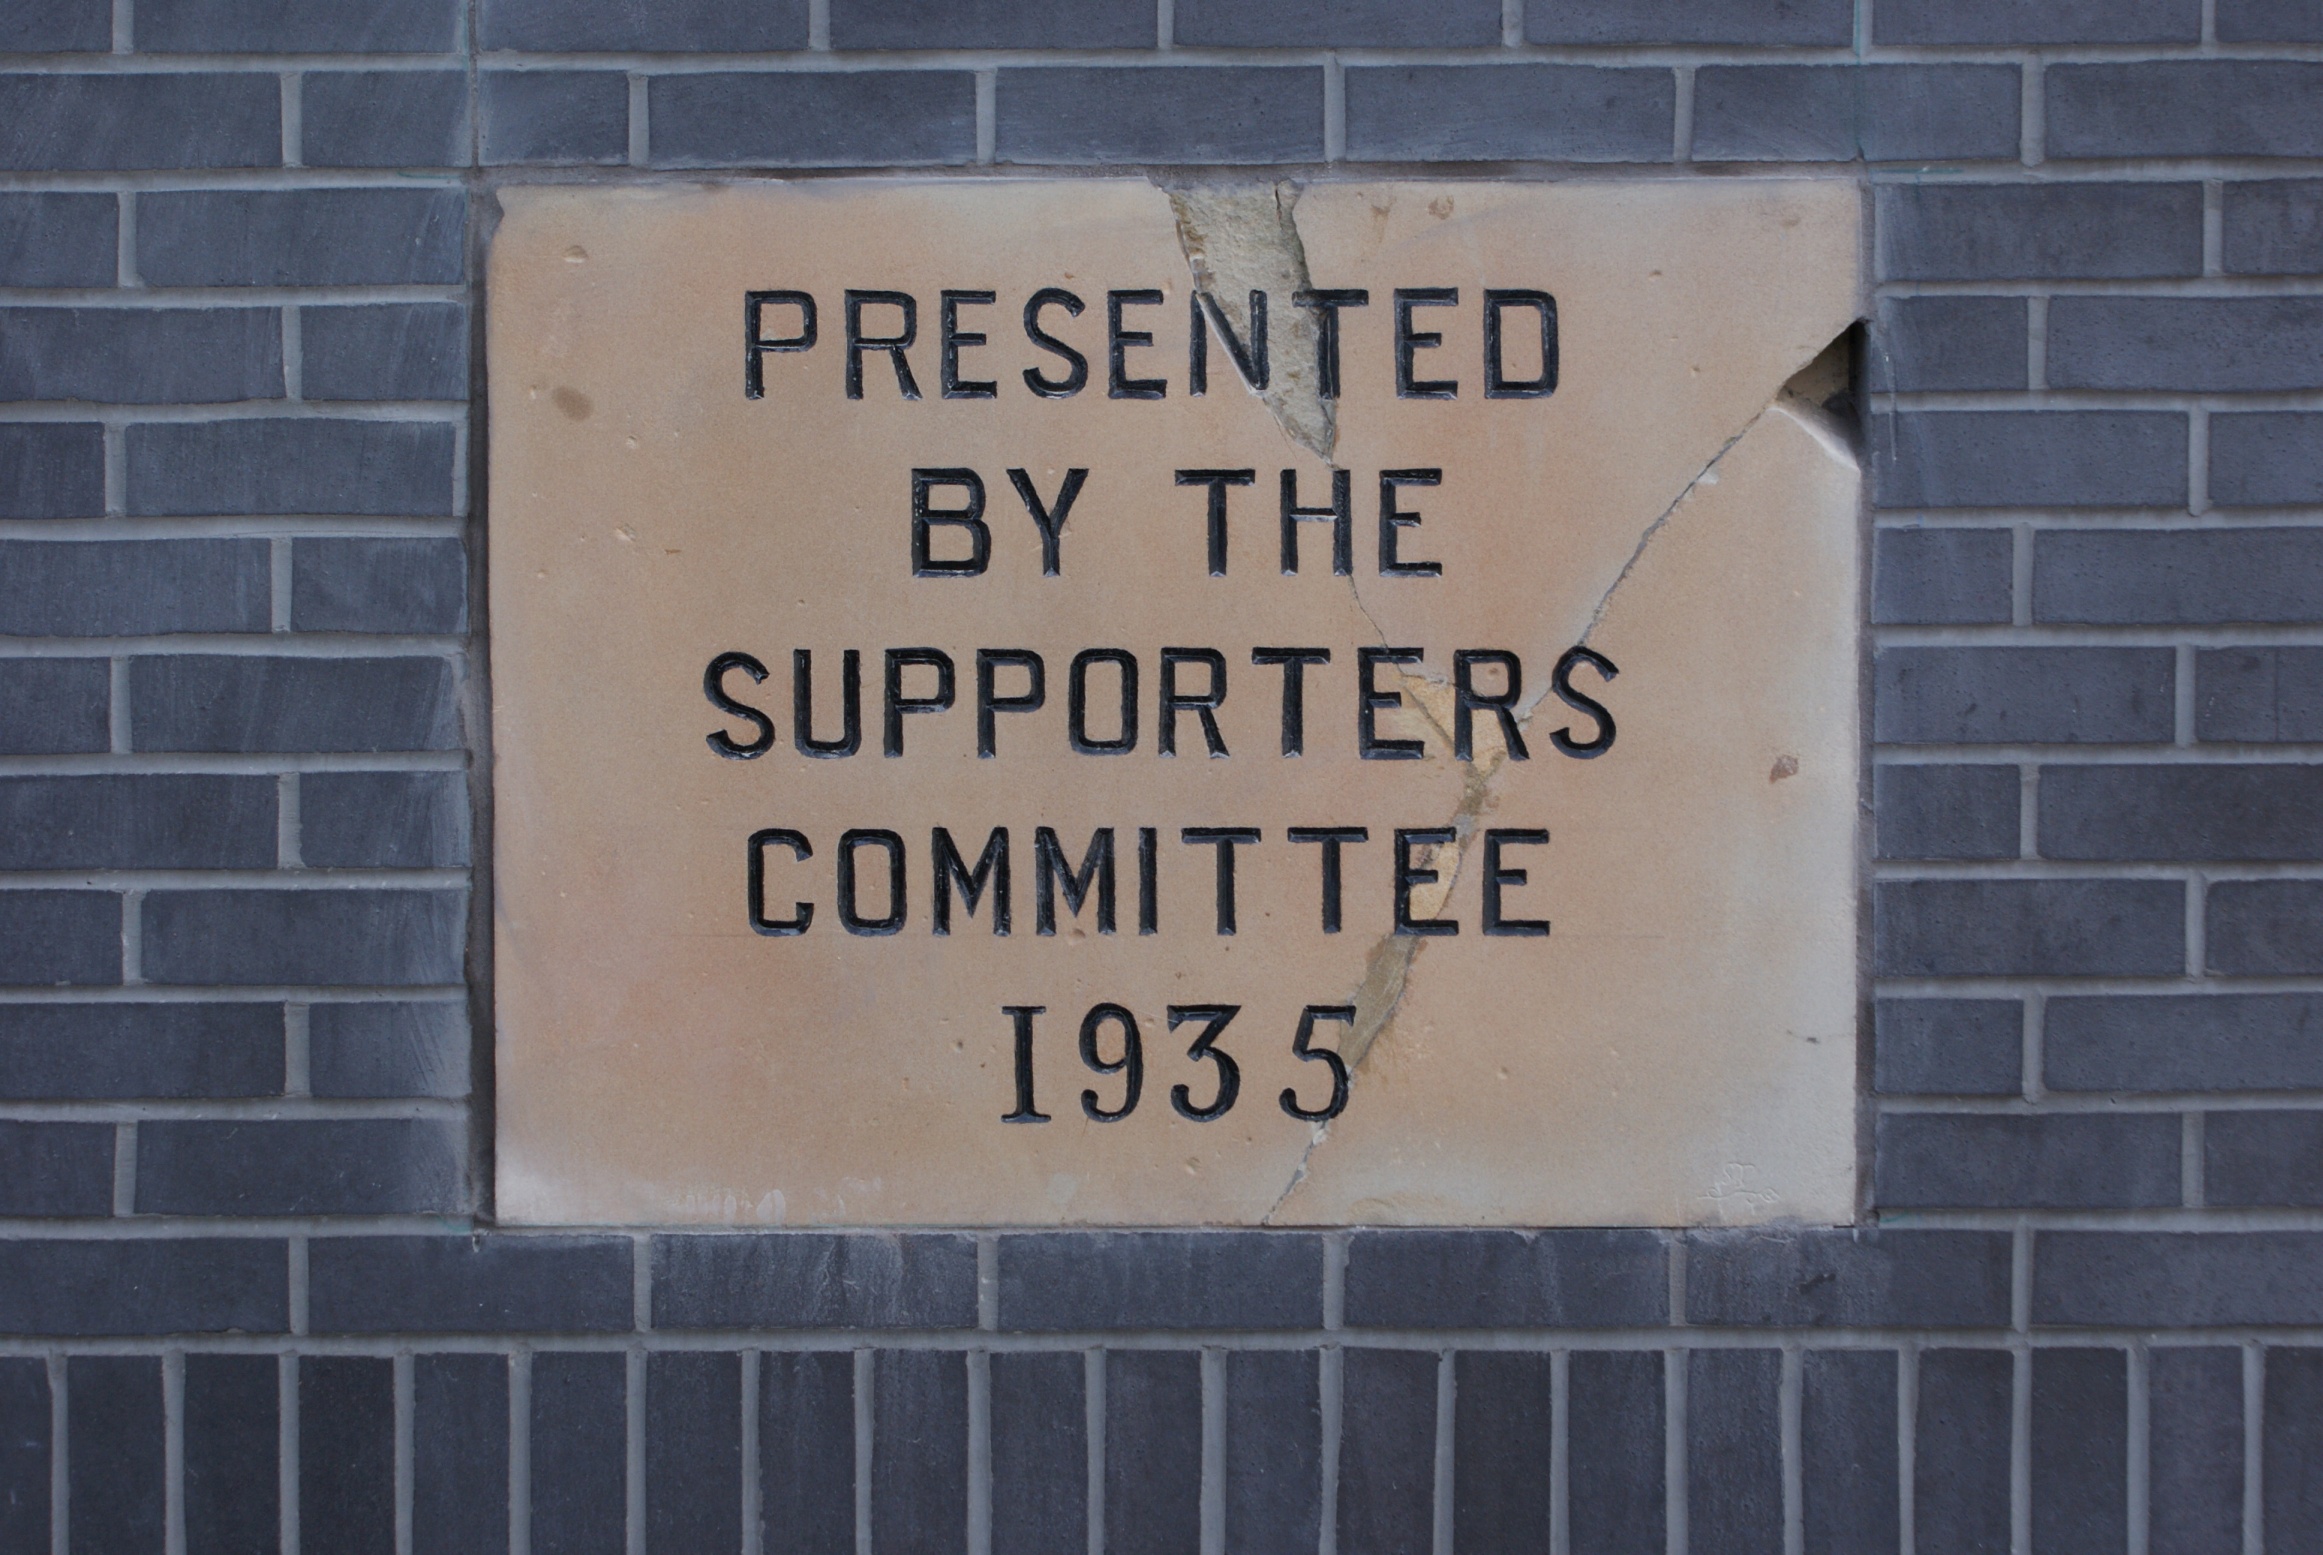 PRESENTED
BY THE
SUPPORTERS
COMMITTEE
1935